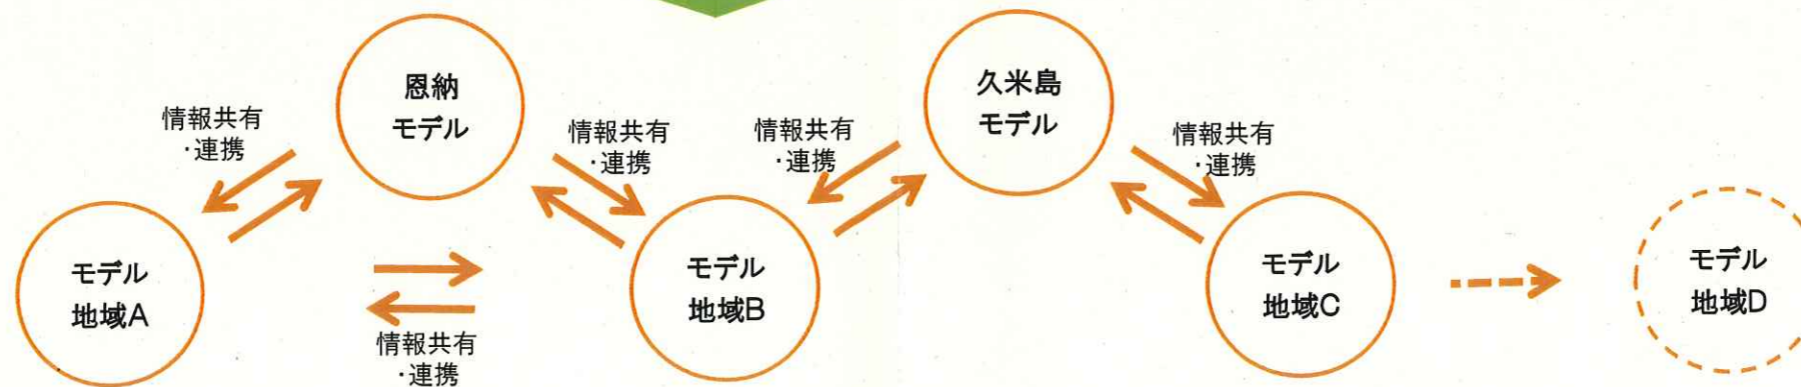 恩納
モデル
久米島
モデル
情報共有
・連携
情報共有
・連携
情報共有
・連携
情報共有
・連携
モデル
地域A
モデル
地域B
モデル
地域C
モデル
地域D
情報共有
・連携